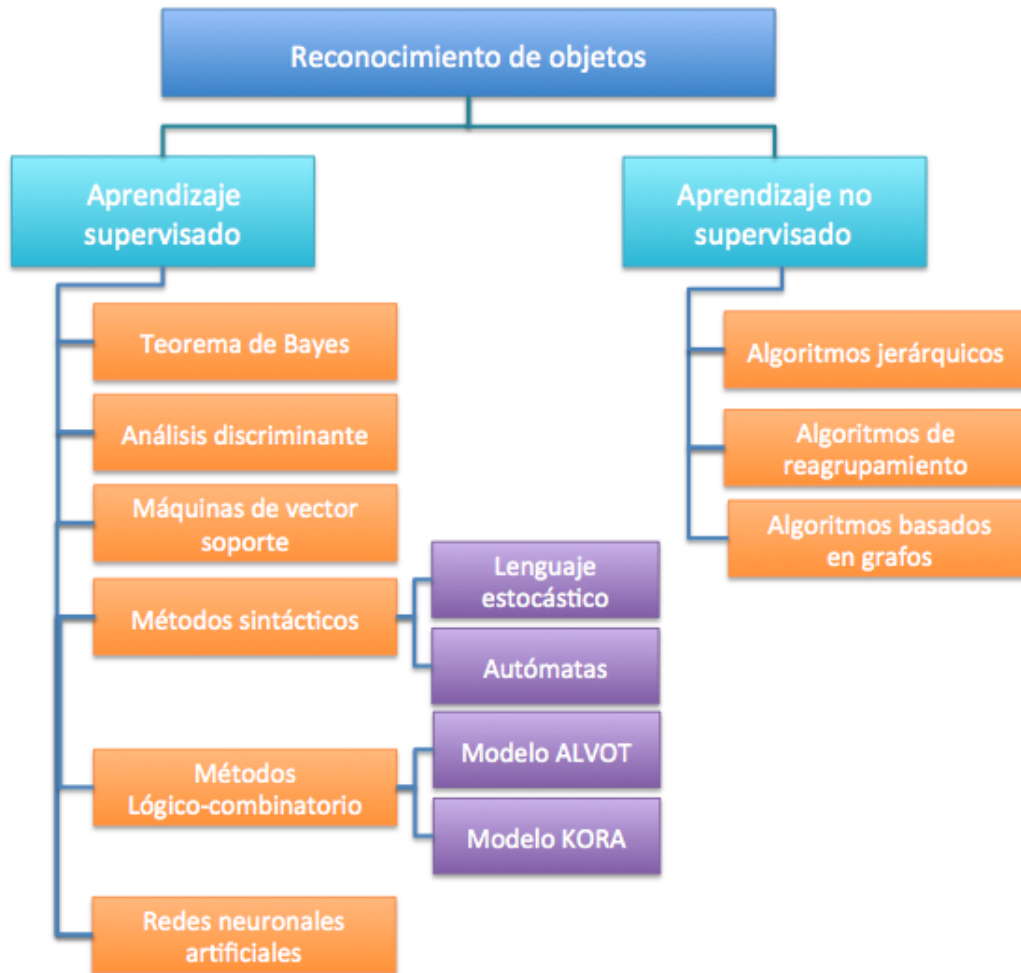 Reconocimiento de objetos
Aprendizaje
supervisado
Teorema de Bayes
Análisis discriminante
Máquinas de vector
soporte
Métodos sintácticos
Lenguaje
estocástico
Autómatas
Métodos
Lógico-combinatorio
Modelo ALVOT
Modelo KORA
Redes neuronales
artificiales
Aprendizaje no
supervisado
Algoritmos jerárquicos
Algoritmos de
reagrupamiento
Algoritmos basados
en grafos